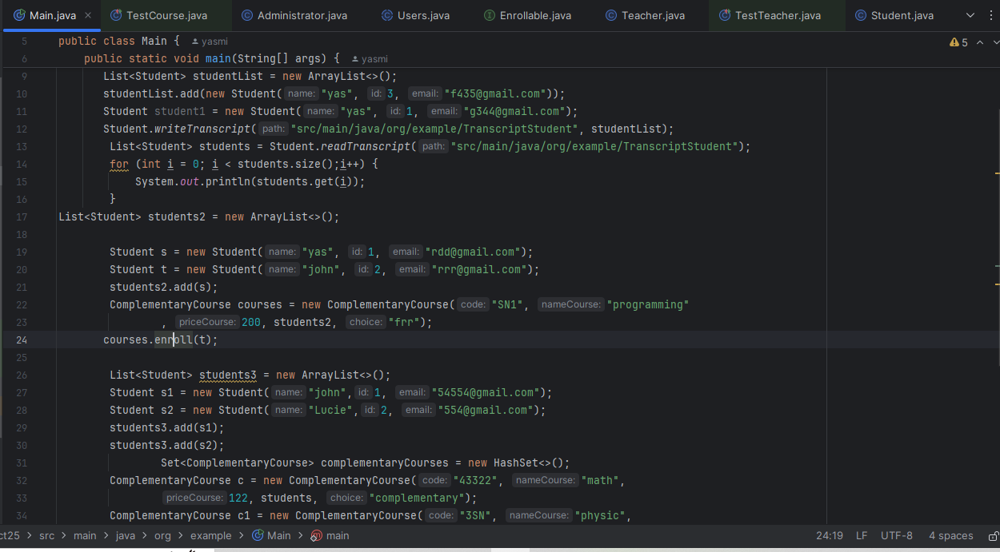 Main.java × TestCourse.java Administrator.java Users.java Enrollable.java Teacher.java TestTeacher.java Student.java
5 public class Main { yasmi
6 public static void main(String[] args) { yasmi
5
9 List<Student> studentList = new ArrayList<>();
10 studentList.add(new Student( name: "yas", id: 3, email: "f435@gmail.com"));
11 Student student1 = new Student( name: "yas", id: 1, email: "g344@gmail.com");
12 Student.writeTranscript( path: "src/main/java/org/example/TranscriptStudent", studentList);
13 List<Student> students = Student.readTranscript( path: "src/main/java/org/example/TranscriptStudent");
14 for (int i = 0; i < students.size();i++) {
15 System.out.println(students.get(i));
16 }
17 List<Student> students2 = new ArrayList<>();
18
19 Student s = new Student( name: "yas", id: 1, email: "rdd@gmail.com");
20 Student t = new Student( name: "john", id: 2, email: "rrr@gmail.com");
21 students2.add(s);
22 ComplementaryCourse courses = new ComplementaryCourse( code: "SN1", nameCourse: "programming"
23 , priceCourse: 200, students2, choice: "frr");
24 courses.enroll(t);
25
26 List<Student> students3 = new ArrayList<>();
27 Student s1 = new Student( name: "john", id: 1, email: "54554@gmail.com");
28 Student s2 = new Student( name: "Lucie", id: 2, email: "554@gmail.com");
29 students3.add(s1);
30 students3.add(s2);
31 Set<ComplementaryCourse> complementaryCourses = new HashSet<>();
32 ComplementaryCourse c = new ComplementaryCourse( code: "43322", nameCourse: "math",
33 priceCourse: 122, students, choice: "complementary");
34 ComplementaryCourse c1 = new ComplementaryCourse( code: "3SN", nameCourse: "physic",
ct25 > src > main > java > org > example > Main > main 24:19 LF UTF-8 4 spaces